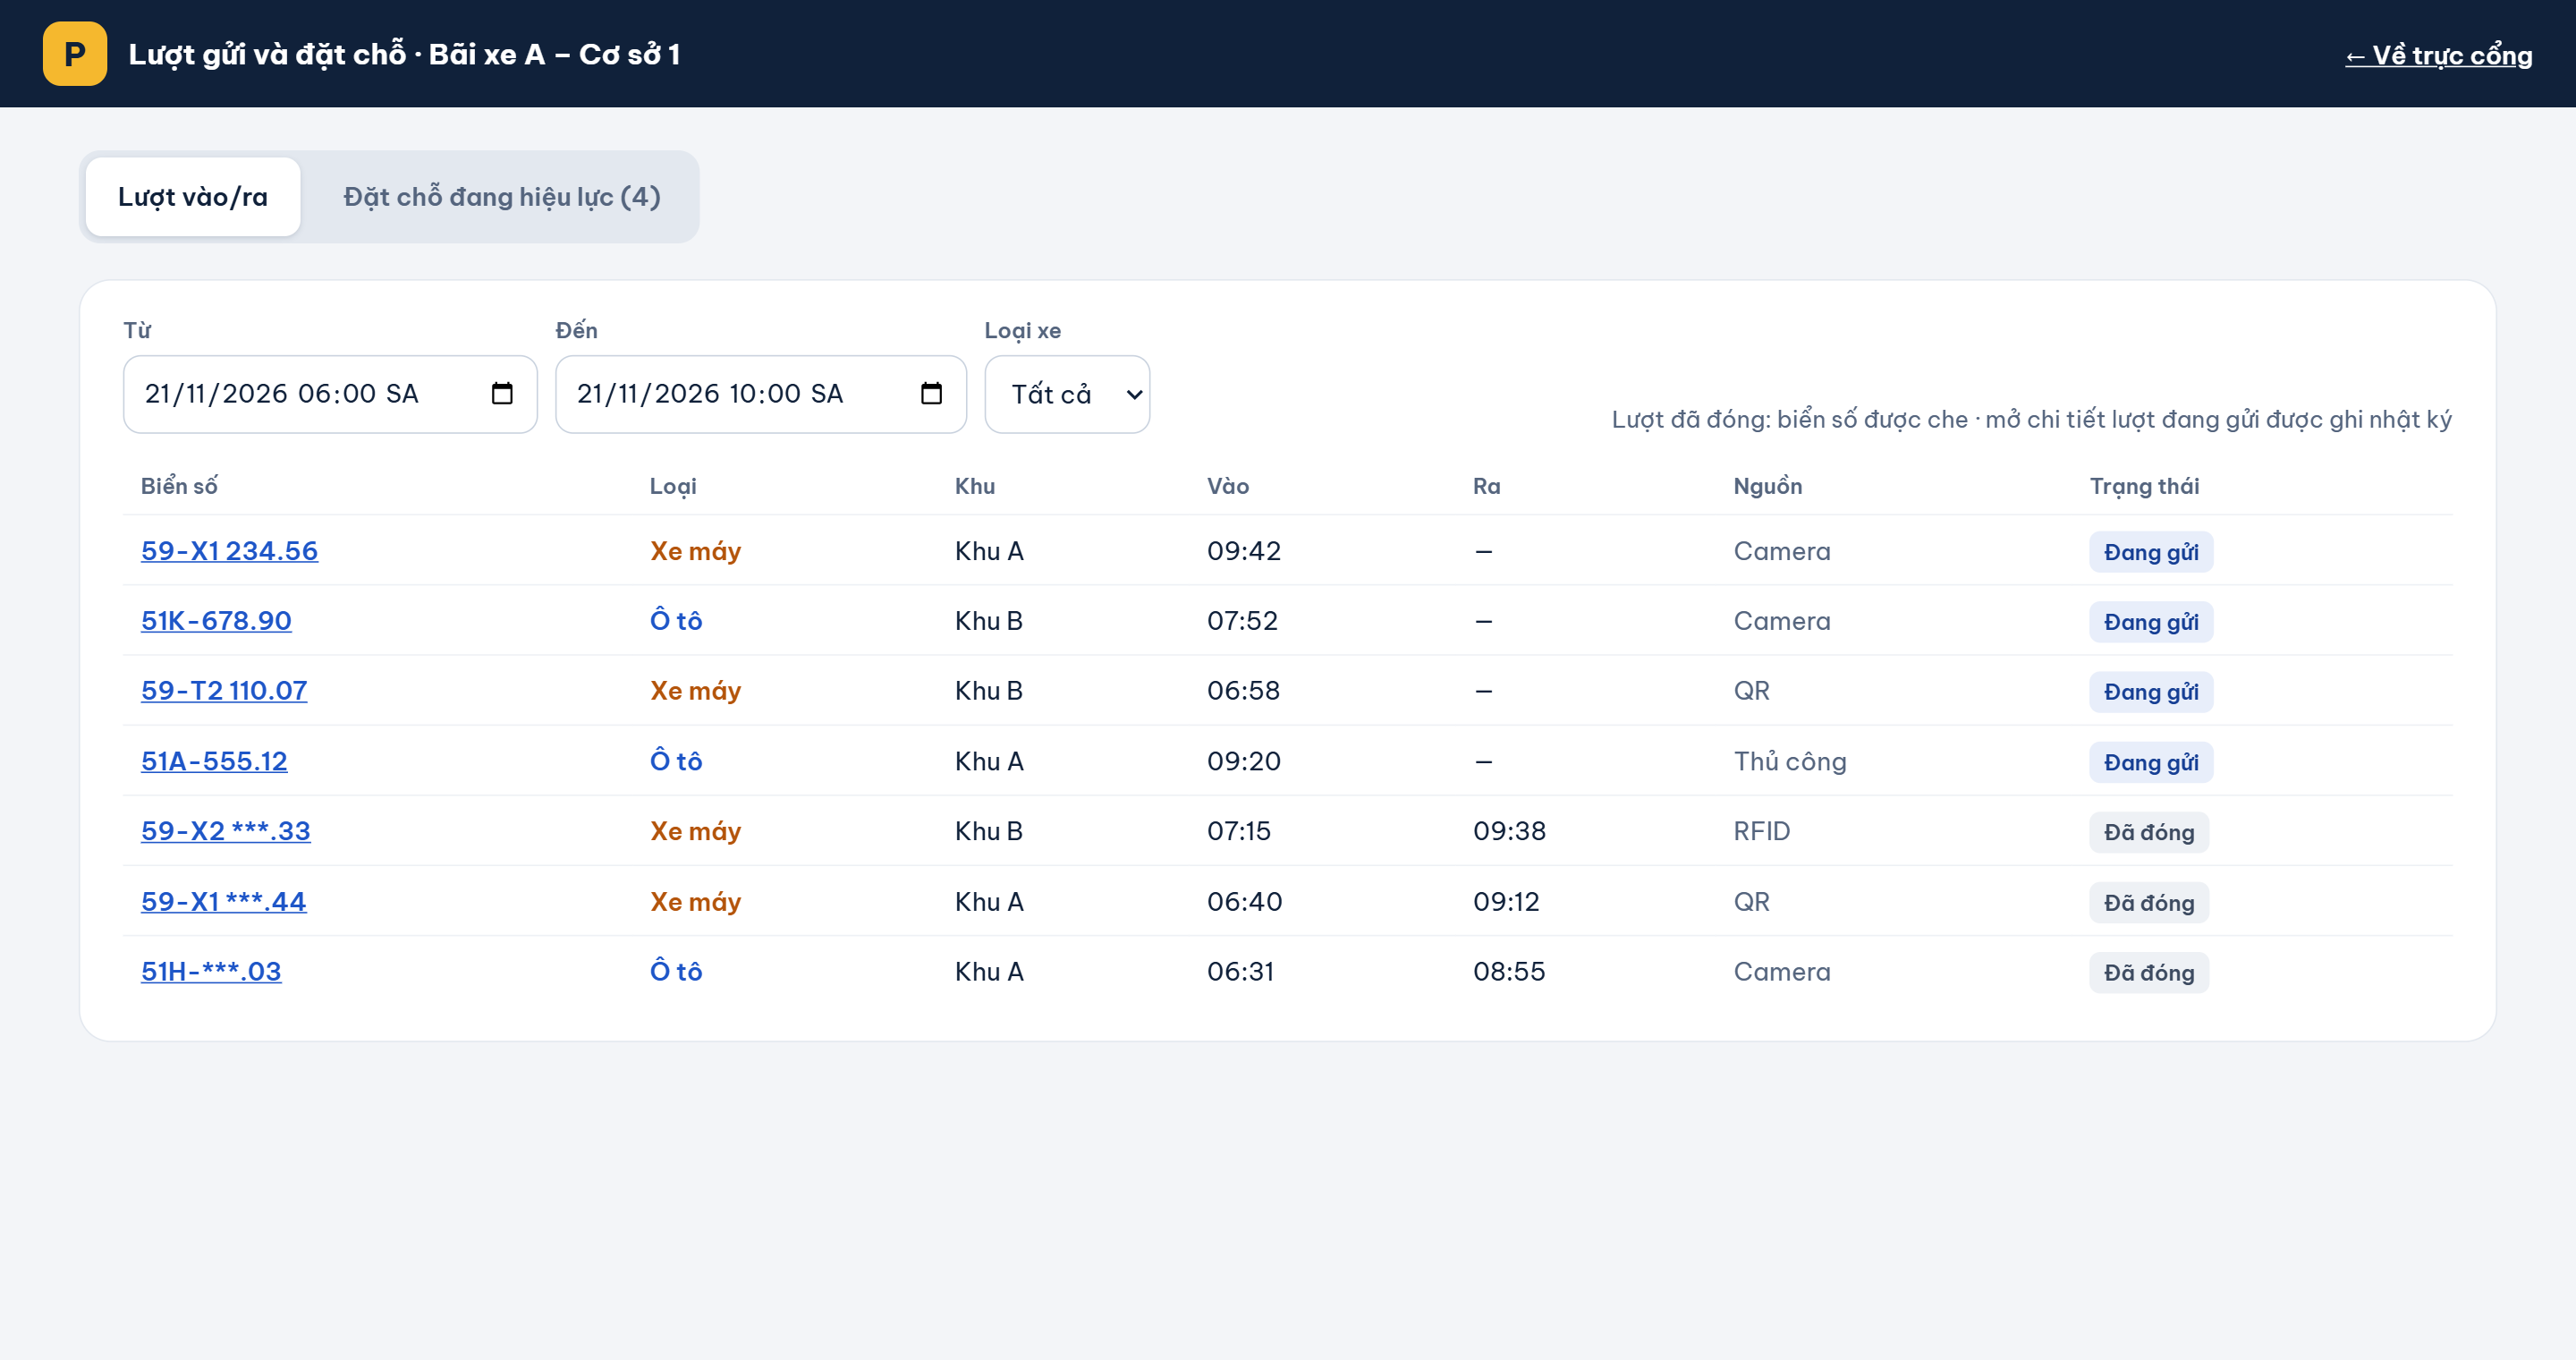 P Lượt gửi và đặt chỗ · Bãi xe A – Cơ sở 1 ← Về trực cổng
Lượt vào/ra Đặt chỗ đang hiệu lực (4)
Từ Đến Loại xe
21/11/2026 06:00 SA 21/11/2026 10:00 SA Tất cả
Lượt đã đóng: biển số được che · mở chi tiết lượt đang gửi được ghi nhật ký
Biển số Loại Khu Vào Ra Nguồn Trạng thái
59-X1 234.56 Xe máy Khu A 09:42 — Camera Đang gửi
51K-678.90 Ô tô Khu B 07:52 — Camera Đang gửi
59-T2 110.07 Xe máy Khu B 06:58 — QR Đang gửi
51A-555.12 Ô tô Khu A 09:20 — Thủ công Đang gửi
59-X2 ***.33 Xe máy Khu B 07:15 09:38 RFID Đã đóng
59-X1 ***.44 Xe máy Khu A 06:40 09:12 QR Đã đóng
51H-***.03 Ô tô Khu A 06:31 08:55 Camera Đã đóng